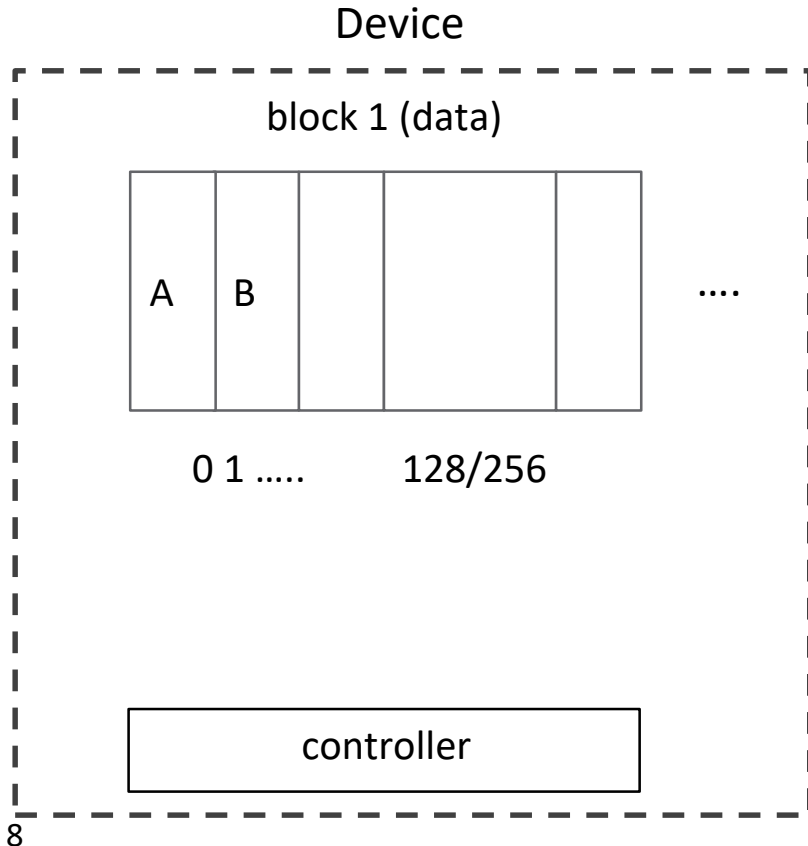 Device
block 1 (data)
A B ....
0 1 ..... 128/256
controller
8